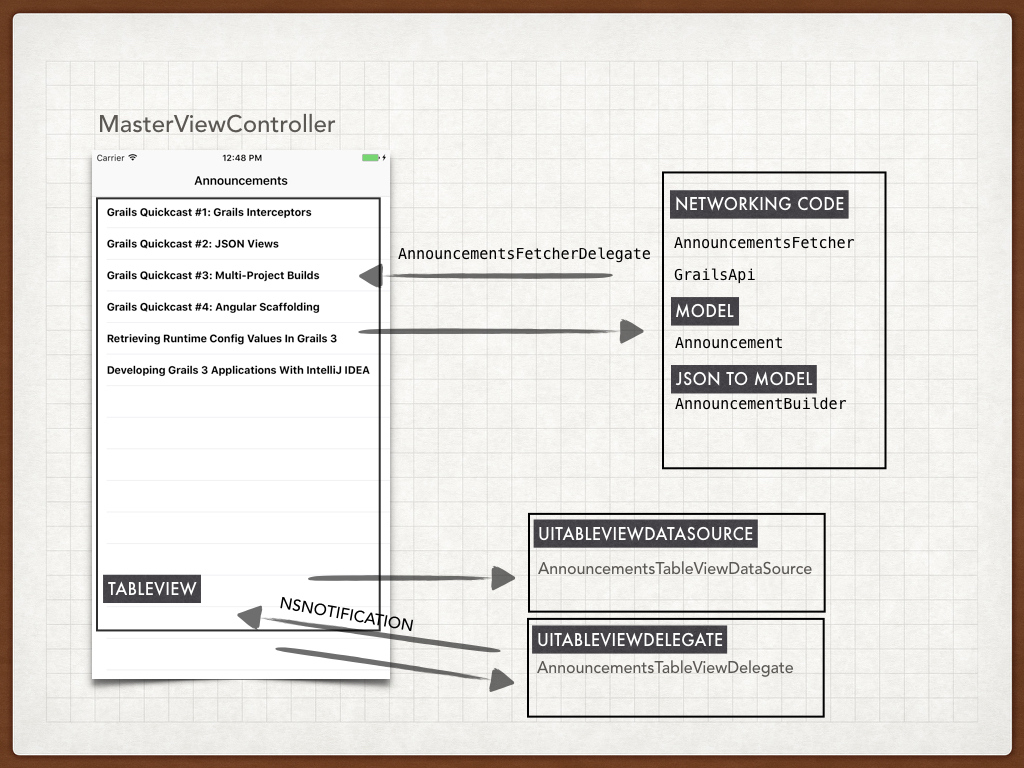 MasterViewController
Carrier 12:48 PM
Announcements
Grails Quickcast #1: Grails Interceptors
Grails Quickcast #2: JSON Views
Grails Quickcast #3: Multi-Project Builds
Grails Quickcast #4: Angular Scaffolding
Retrieving Runtime Config Values In Grails 3
Developing Grails 3 Applications With IntelliJ IDEA
TABLEVIEW
AnnouncementsFetcherDelegate
NETWORKING CODE
AnnouncementsFetcher
GrailsApi
MODEL
Announcement
JSON TO MODEL
AnnouncementBuilder
UITABLEVIEWDATASOURCE
AnnouncementsTableViewDataSource
NSNOTIFICATION
UITABLEVIEWDELEGATE
AnnouncementsTableViewDelegate